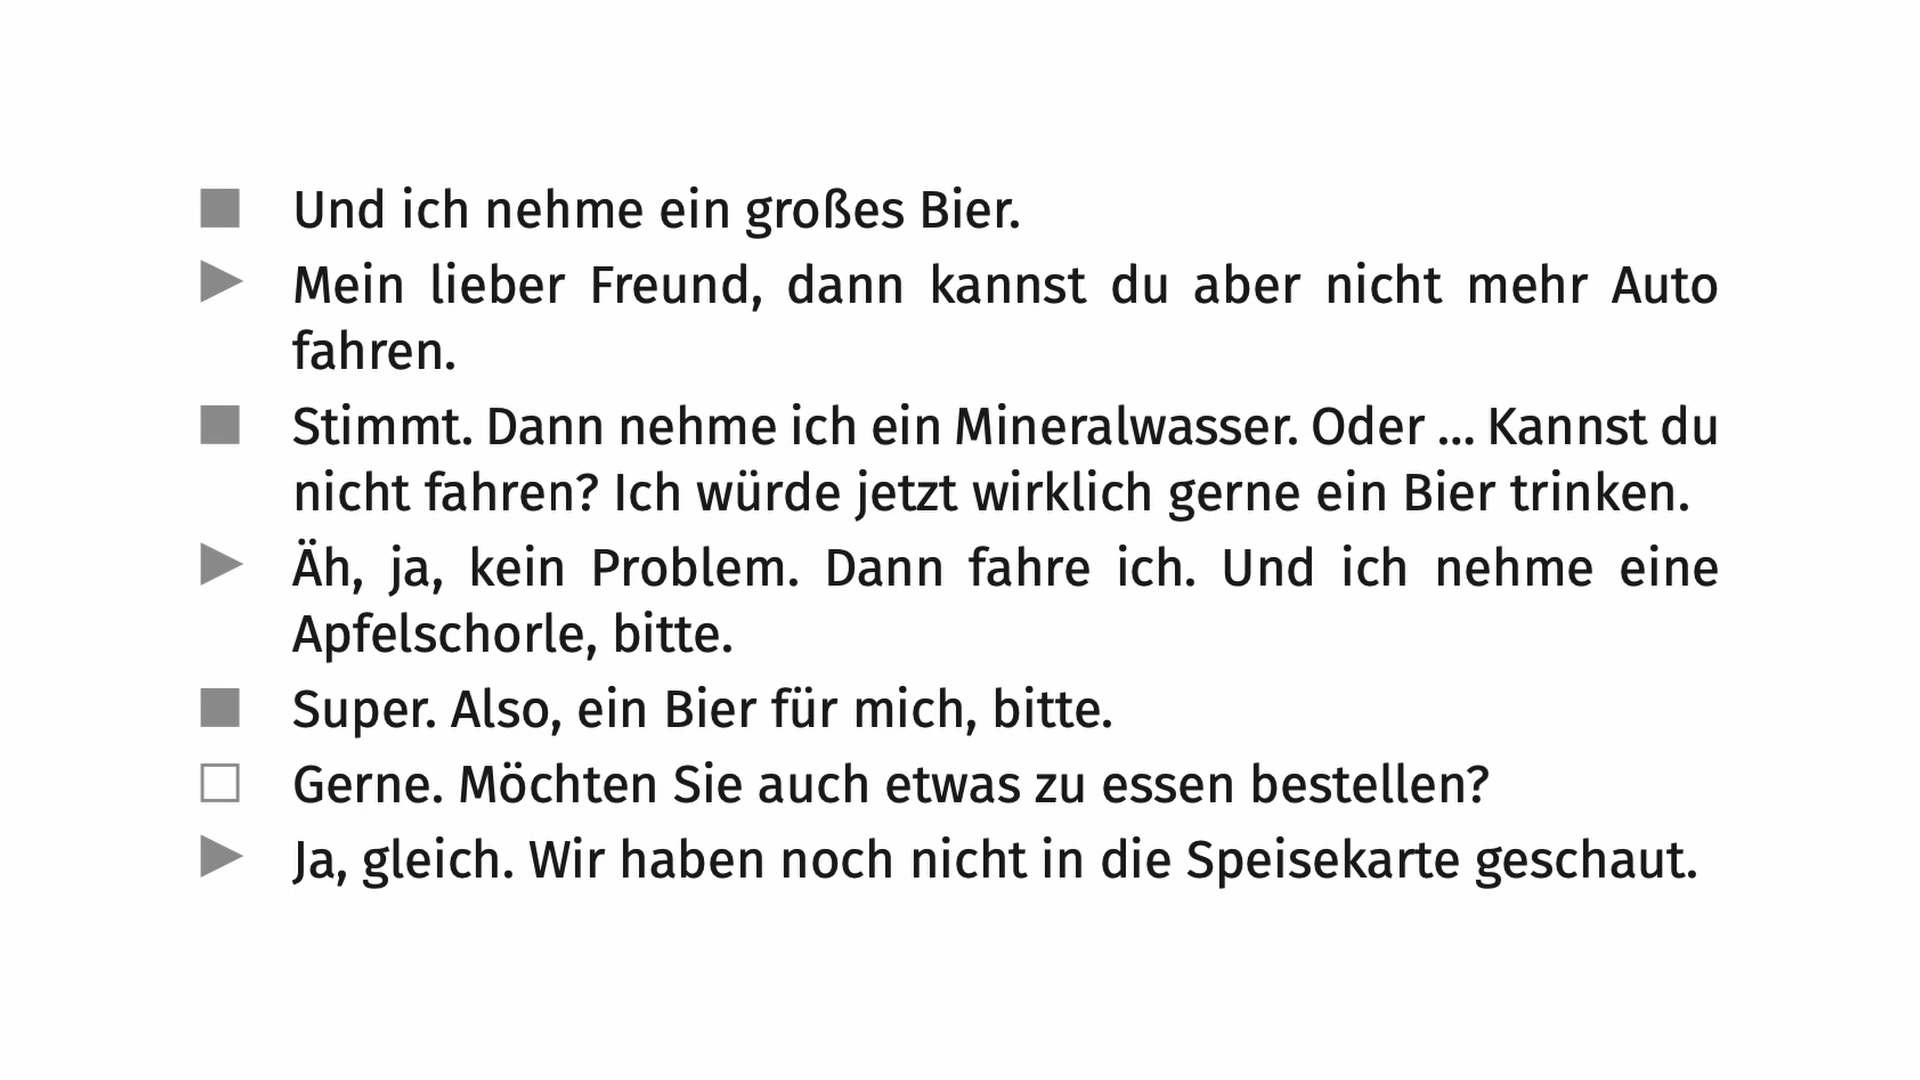 Und ich nehme ein großes Bier.
Mein lieber Freund, dann kannst du aber nicht mehr Auto
fahren.
Stimmt. Dann nehme ich ein Mineralwasser. Oder ... Kannst du
nicht fahren? Ich würde jetzt wirklich gerne ein Bier trinken.
Äh, ja, kein Problem. Dann fahre ich. Und ich nehme eine
Apfelschorle, bitte.
Super. Also, ein Bier für mich, bitte.
Gerne. Möchten Sie auch etwas zu essen bestellen?
Ja, gleich. Wir haben noch nicht in die Speisekarte geschaut.